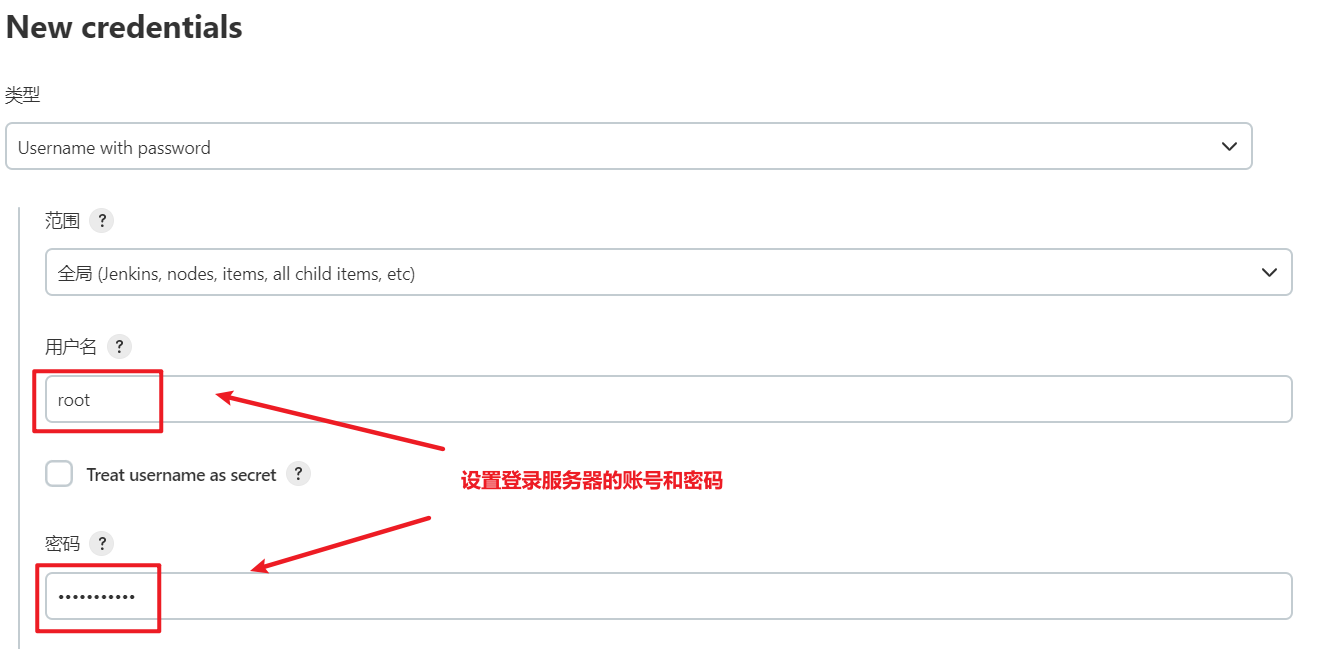 New credentials
类型
Username with password
范围 ?
全局 (Jenkins, nodes, items, all child items, etc)
用户名 ?
root
Treat username as secret ?
设置登录服务器的账号和密码
密码 ?
•••••••••••